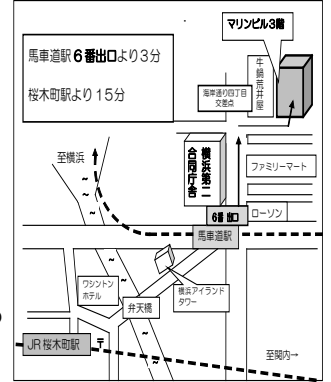 マリンビル3階
馬車道駅6番出口より3分
桜木町駅より15分
牛鍋荒井屋
海岸通り四丁目
交差点
至横浜
横浜第二
合同庁舎
ファミリーマート
6番 出口
ローソン
馬車道駅
ワシントン
ホテル
横浜アイランド
タワー
弁天橋
JR 桜木町駅
〒
至関内→